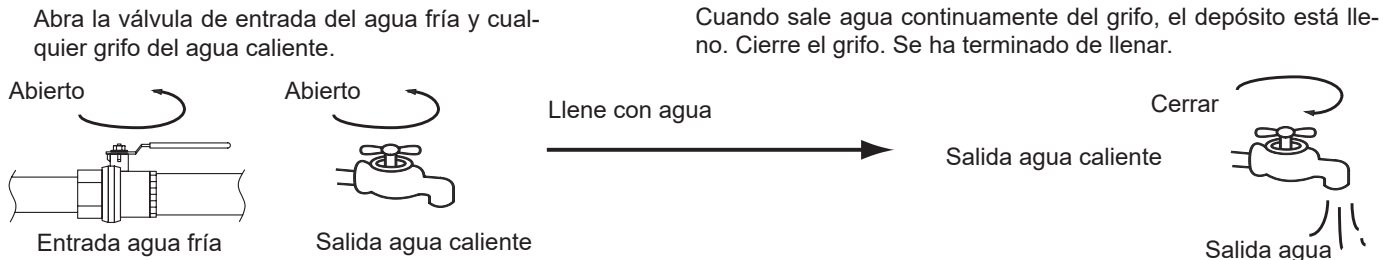 Abra la válvula de entrada del agua fría y cual-
quier grifo del agua caliente.
Cuando sale agua continuamente del grifo, el depósito está lle-
no. Cierre el grifo. Se ha terminado de llenar.
Abierto
Abierto
Llene con agua
Cerrar
Salida agua caliente
Entrada agua fría
Salida agua caliente
Salida agua